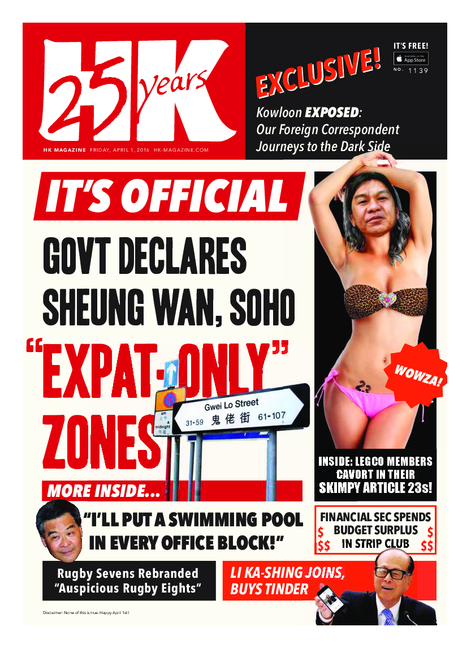 HK
25 years
HK MAGAZINE FRIDAY, APRIL 1, 2016 HK-MAGAZINE.COM
EXCLUSIVE!
IT'S FREE!
App Store
NO. 1139
Kowloon EXPOSED:
Our Foreign Correspondent
Journeys to the Dark Side
IT'S OFFICIAL
GOVT DECLARES
SHEUNG WAN, SOHO
"EXPAT-ONLY"
ZONES
Gwei Lo Street
31-59 鬼佬街 61-107
MORE INSIDE...
23
WOWZA!
INSIDE: LEGCO MEMBERS
CAVORT IN THEIR
SKIMPY ARTICLE 23s!
"I'LL PUT A SWIMMING POOL
IN EVERY OFFICE BLOCK!"
FINANCIAL SEC SPENDS
$ BUDGET SURPLUS $
$$ IN STRIP CLUB $$
Rugby Sevens Rebranded
"Auspicious Rugby Eights"
LI KA-SHING JOINS,
BUYS TINDER
Disclaimer: None of this is true. Happy April 1st!